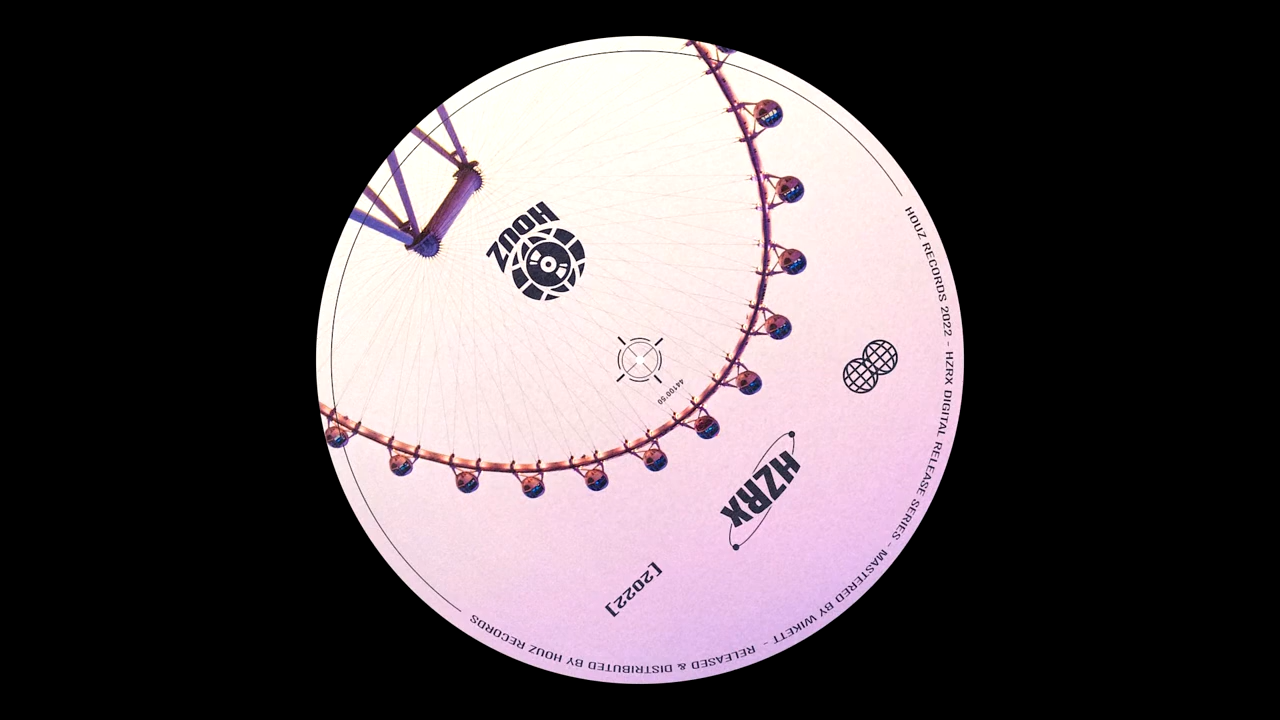 HOUZ
44100'50
HZRX
[2022]
HOUZ RECORDS 2022 - HZRX DIGITAL RELEASE SERIES - MASTERED BY WIKETT - RELEASED & DISTRIBUTED BY HOUZ RECORDS